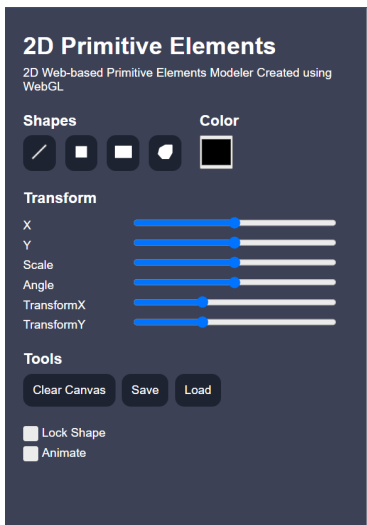 2D Primitive Elements
2D Web-based Primitive Elements Modeler Created using
WebGL
Shapes
Color
Transform
X
Y
Scale
Angle
TransformX
TransformY
Tools
Clear Canvas
Save
Load
Lock Shape
Animate